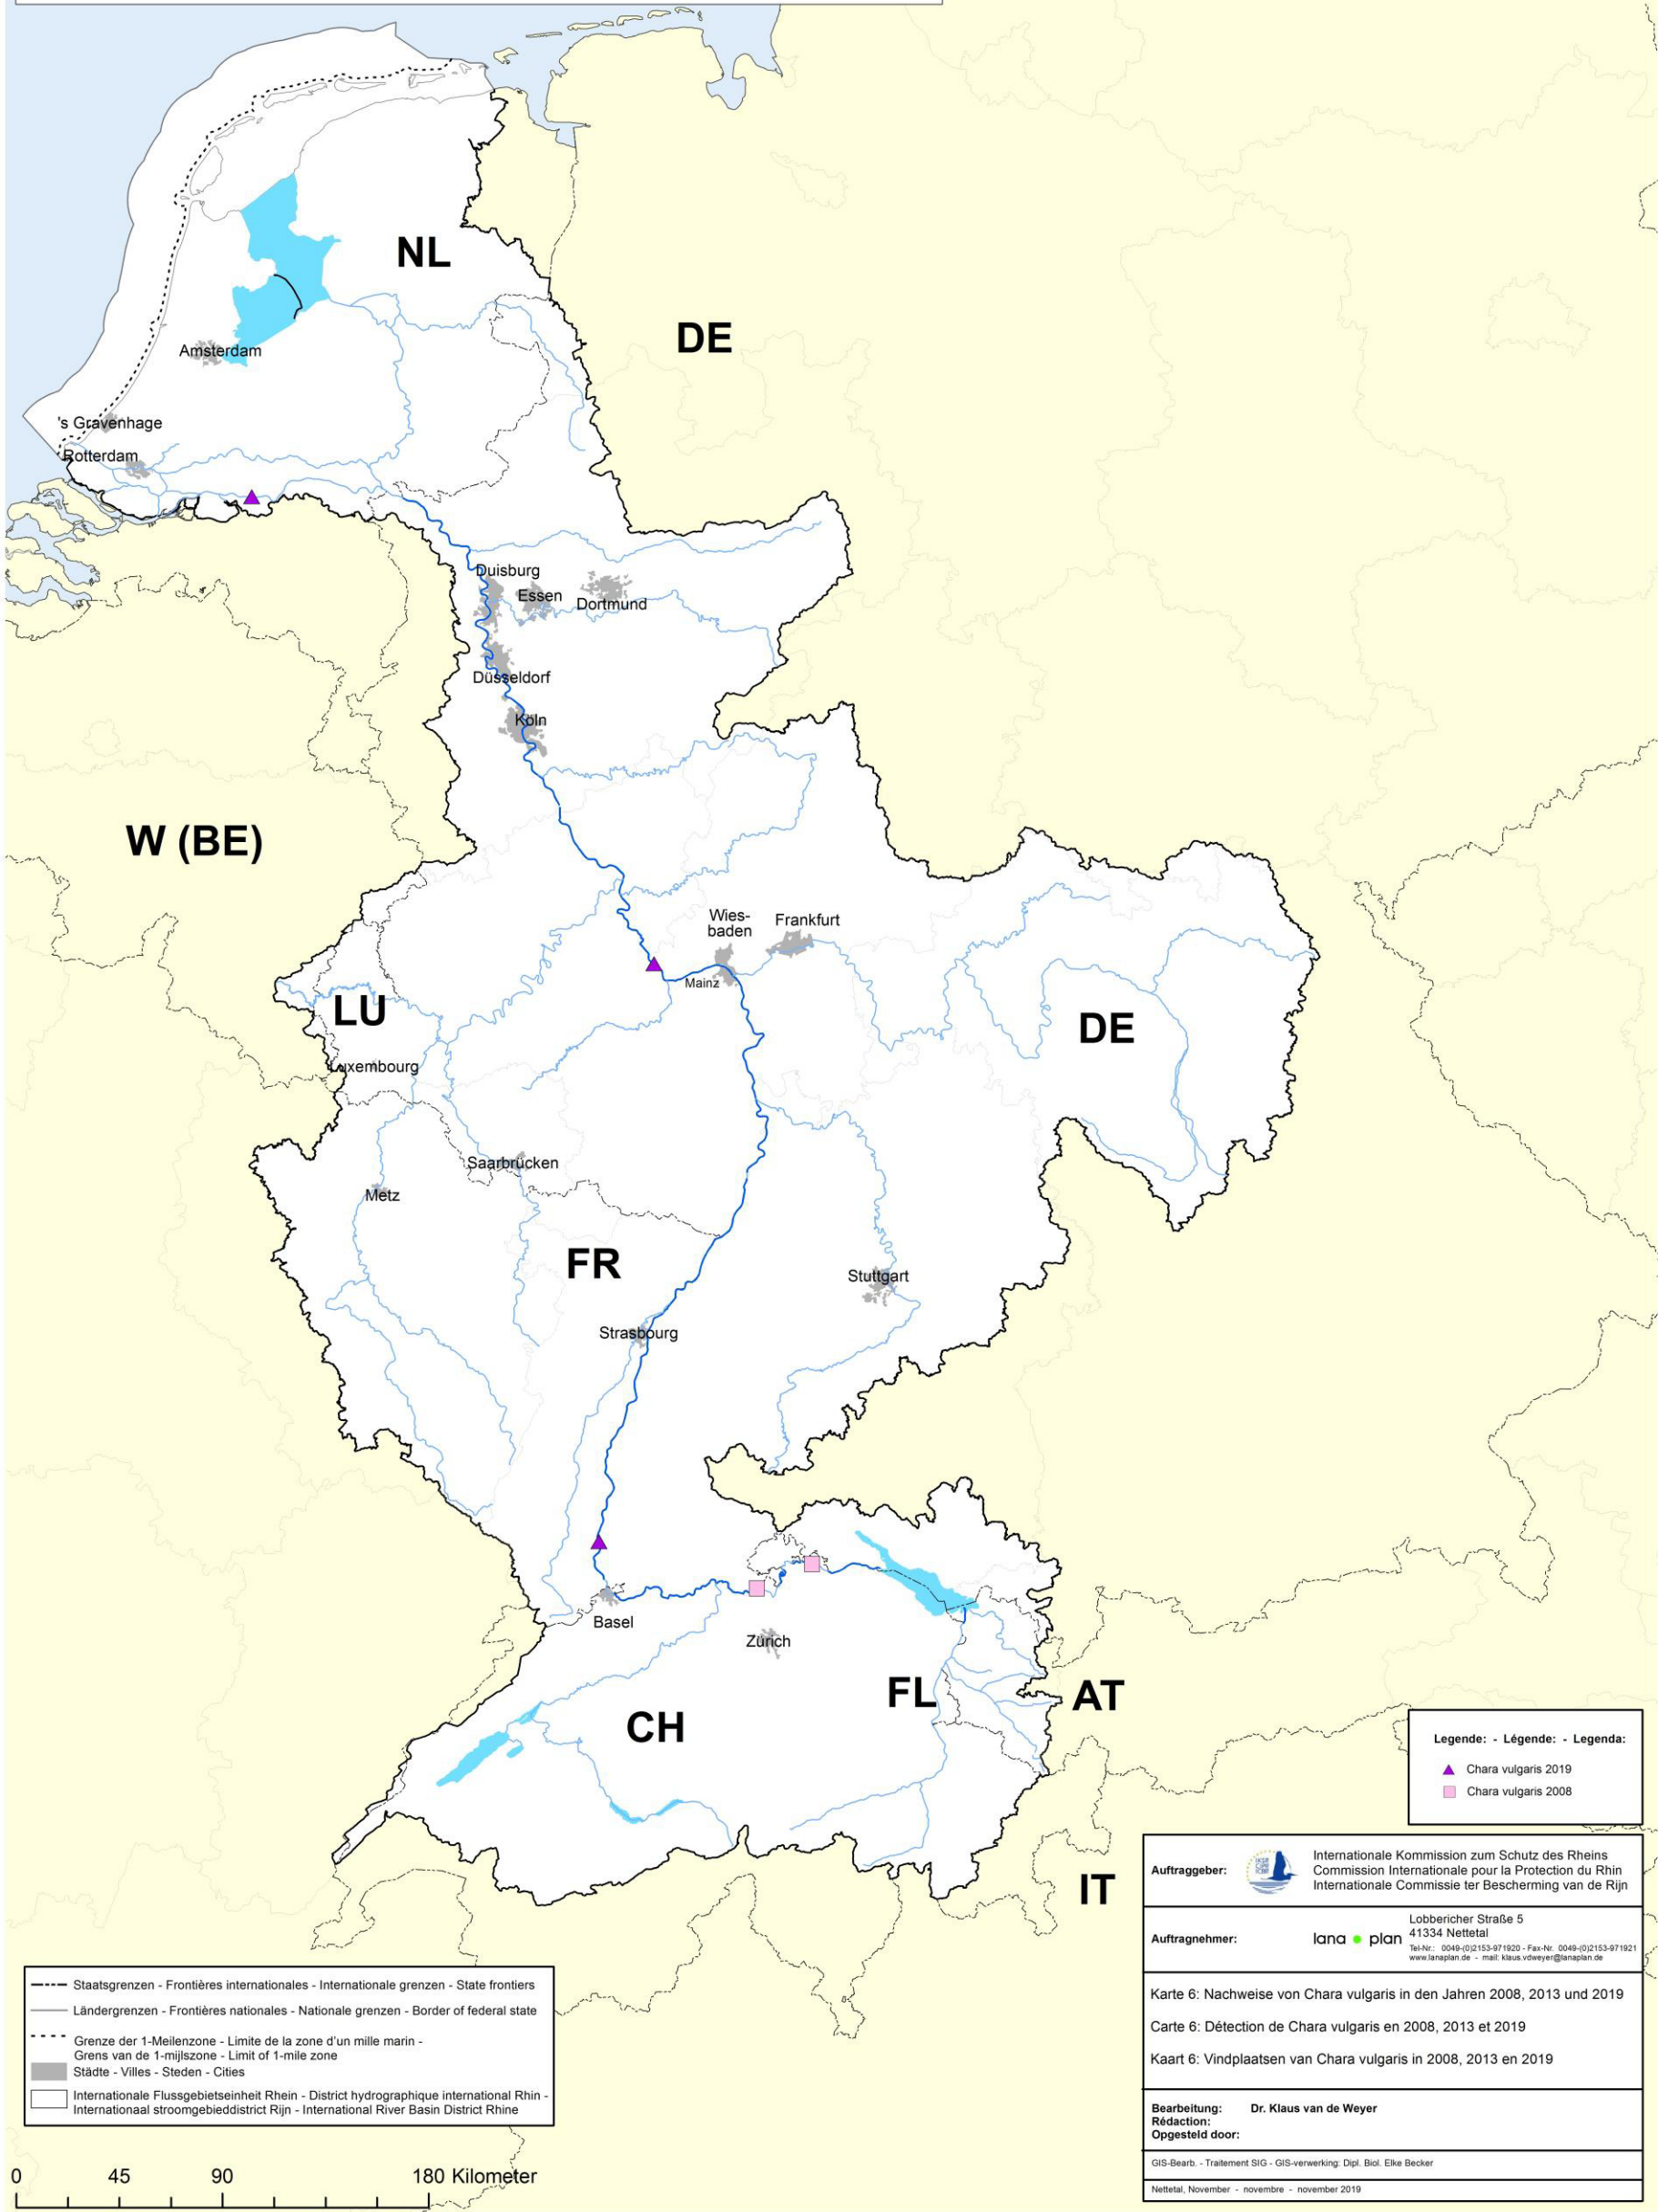 NL
DE
Amsterdam
's Gravenhage
Rotterdam
Duisburg
Essen
Dortmund
Düsseldorf
Köln
W (BE)
Wies-
baden
Frankfurt
Mainz
LU
DE
Luxembourg
Saarbrücken
Metz
FR
Stuttgart
Strasbourg
Basel
Zürich
FL
AT
CH
IT
Legende: - Légende: - Legenda:
Chara vulgaris 2019
Chara vulgaris 2008
Auftraggeber:
Internationale Kommission zum Schutz des Rheins
Commission Internationale pour la Protection du Rhin
Internationale Commissie ter Bescherming van de Rijn
Auftragnehmer:
lana plan
Lobbericher Straße 5
41334 Nettetal
Tel-Nr.: 0049-(0)2153-971920 - Fax-Nr. 0049-(0)2153-971921
www.lanaplan.de - mail: klaus.vdweyer@lanaplan.de
Karte 6: Nachweise von Chara vulgaris in den Jahren 2008, 2013 und 2019
Carte 6: Détection de Chara vulgaris en 2008, 2013 et 2019
Kaart 6: Vindplaatsen van Chara vulgaris in 2008, 2013 en 2019
Bearbeitung: Dr. Klaus van de Weyer
Rédaction:
Opgesteld door:
GIS-Bearb. - Traitement SIG - GIS-verwerking: Dipl. Biol. Elke Becker
Nettetal, November - novembre - november 2019
Staatsgrenzen - Frontières internationales - Internationale grenzen - State frontiers
Ländergrenzen - Frontières nationales - Nationale grenzen - Border of federal state
Grenze der 1-Meilenzone - Limite de la zone d'un mille marin -
Grens van de 1-mijlszone - Limit of 1-mile zone
Städte - Villes - Steden - Cities
Internationale Flussgebietseinheit Rhein - District hydrographique international Rhin -
Internationaal stroomgebieddistrict Rijn - International River Basin District Rhine
0 45 90 180 Kilometer